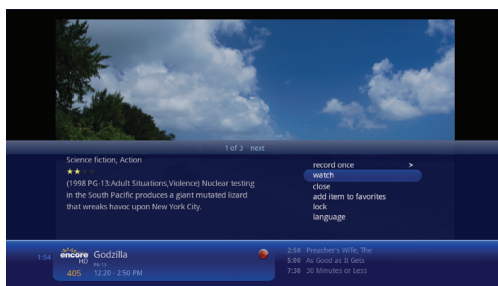 1 of 3 next
Science fiction, Action
(1998 PG-13:Adult Situations,Violence) Nuclear testing
in the South Pacific produces a giant mutated lizard
that wreaks havoc upon New York City.
record once >
watch
close
add item to favorites
lock
language
1:54
encore
HD
405
Godzilla
PG-13
12:20 - 2:50 PM
2:50 Preacher's Wife, The
5:00 As Good as It Gets
7:30 30 Minutes or Less